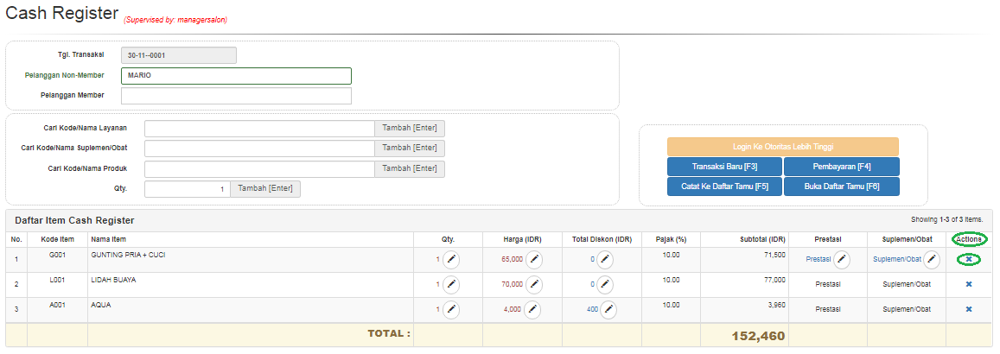 Cash Register (Supervised by: managersalon)
Tgl. Transaksi 30-11--0001
Pelanggan Non-Member MARIO
Pelanggan Member
Cari Kode/Nama Layanan Tambah [Enter]
Cari Kode/Nama Suplemen/Obat Tambah [Enter]
Cari Kode/Nama Produk Tambah [Enter]
Qty. 1 Tambah [Enter]
Login Ke Otoritas Lebih Tinggi
Transaksi Baru [F3] Pembayaran [F4]
Catat Ke Daftar Tamu [F5] Buka Daftar Tamu [F6]
Daftar Item Cash Register Showing 1-3 of 3 items.
No. Kode Item Nama Item Qty. Harga (IDR) Total Diskon (IDR) Pajak (%) Subtotal (IDR) Prestasi Suplemen/Obat Actions
1 G001 GUNTING PRIA + CUCI 1 65,000 0 10.00 71,500 Prestasi Suplemen/Obat
2 L001 LIDAH BUAYA 1 70,000 0 10.00 77,000 Prestasi Suplemen/Obat
3 A001 AQUA 1 4,000 400 10.00 3,960 Prestasi Suplemen/Obat
TOTAL : 152,460